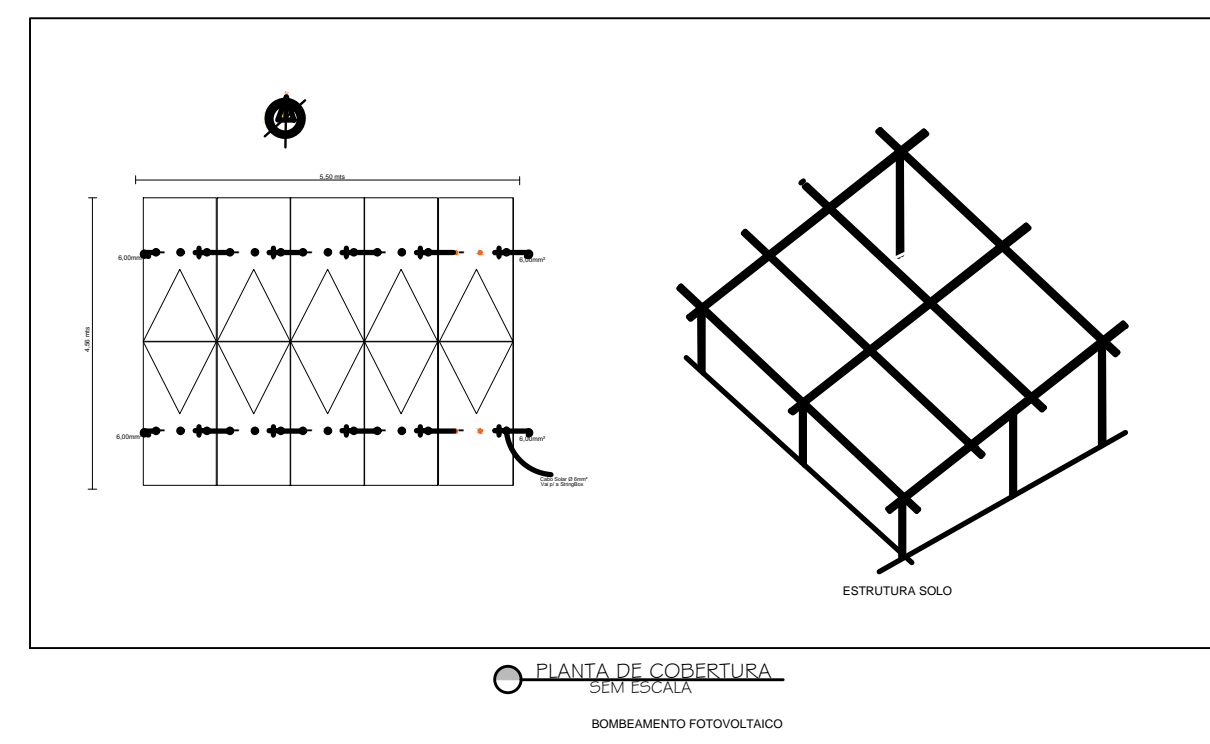 5,50 mts
6,00mm²
6,00mm²
4,56 mts
6,00mm²
6,00mm²
Cabo Solar Ø 6mm²
Vai p/ a StringBox
ESTRUTURA SOLO
PLANTA DE COBERTURA
SEM ESCALA
BOMBEAMENTO FOTOVOLTAICO